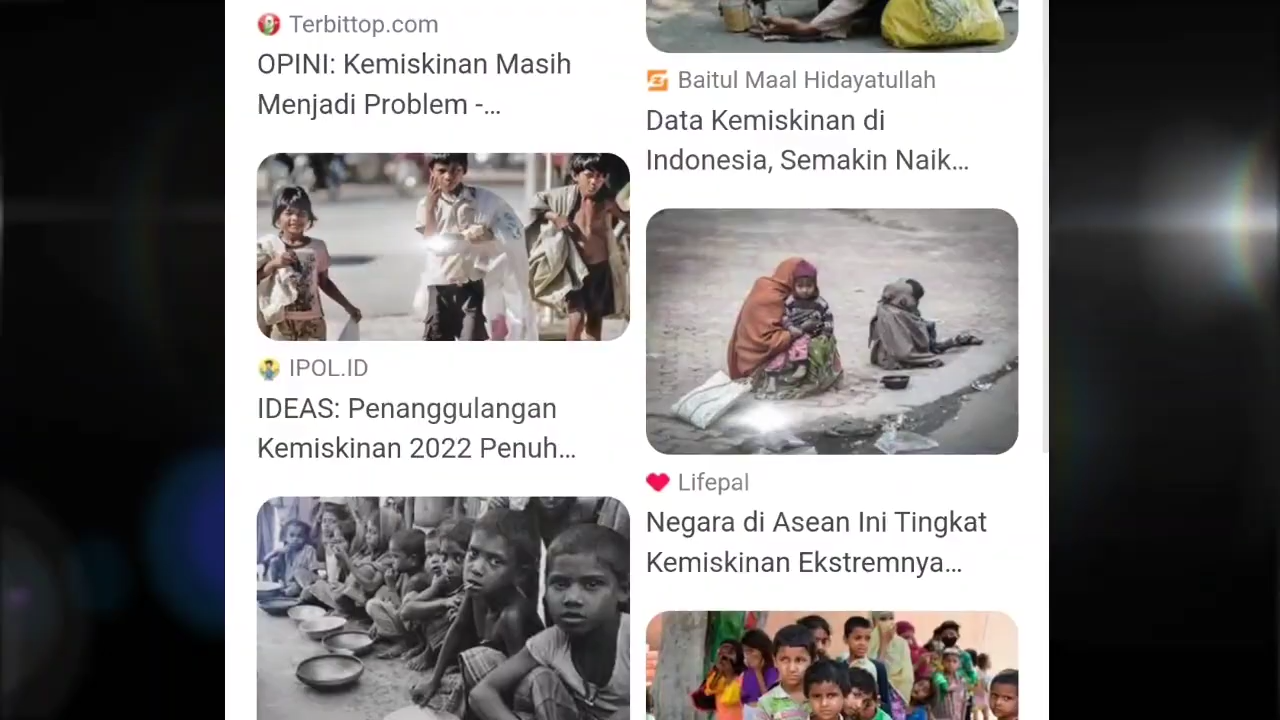 Terbittop.com
OPINI: Kemiskinan Masih
Menjadi Problem -...
IPOL.ID
IDEAS: Penanggulangan
Kemiskinan 2022 Penuh...
Baitul Maal Hidayatullah
Data Kemiskinan di
Indonesia, Semakin Naik...
Lifepal
Negara di Asean Ini Tingkat
Kemiskinan Ekstremnya...